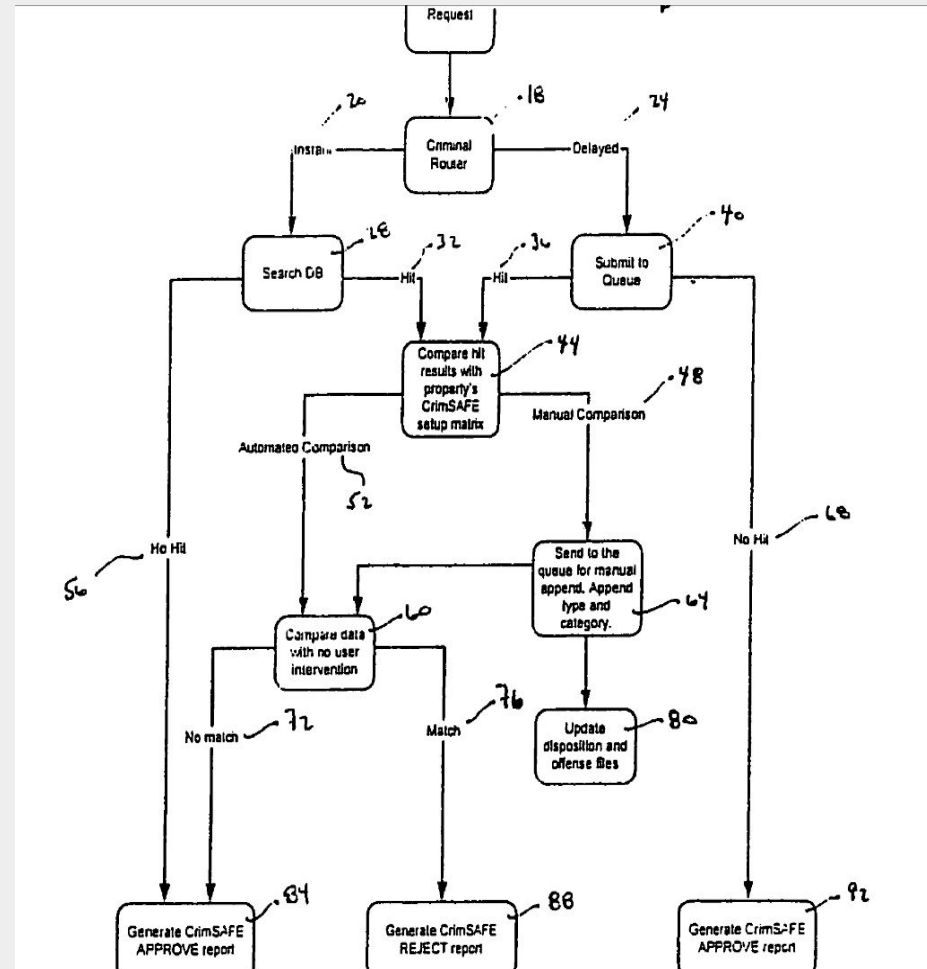 Request
20
18
24
Criminal
Router
Delayed
28
32
36
40
Search DB
Hit
Hit
Submit to
Queue
44
Compare hit
results with
property's
CrimSAFE
setup matrix
48
Manual Comparison
Automated Comparison
52
68
No Hit
No Hit
56
Send to the
queue for manual
append. Append
type and
category.
64
60
Compare data
with no user
intervention
72
No match
76
Match
80
Update
disposition and
offense files
84
88
92
Generate CrimSAFE
APPROVE report
Generate CrimSAFE
REJECT report
Generate CrimSAFE
APPROVE report